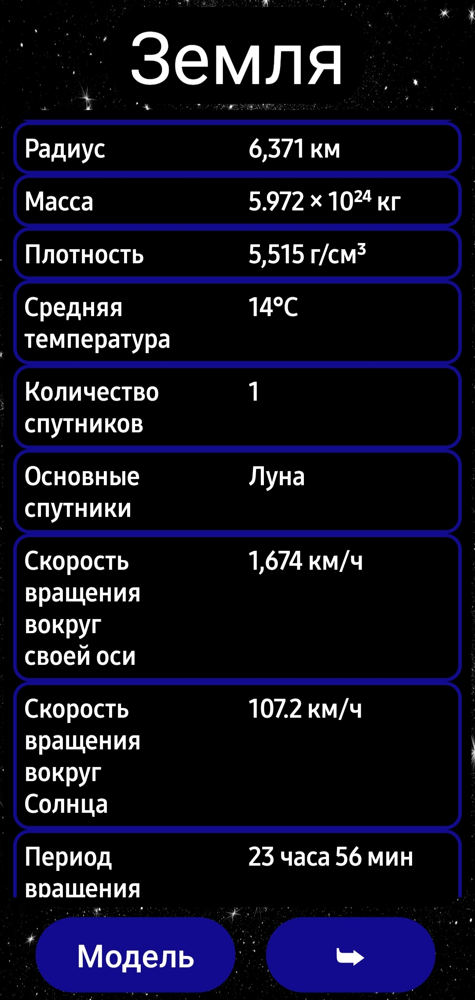 Земля
Радиус 6,371 км
Масса 5.972 × 10²⁴ кг
Плотность 5,515 г/см³
Средняя 14°C
температура
Количество 1
спутников
Основные Луна
спутники
Скорость 1,674 км/ч
вращения
вокруг
своей оси
Скорость 107.2 км/ч
вращения
вокруг
Солнца
Период 23 часа 56 мин
вращения
Модель